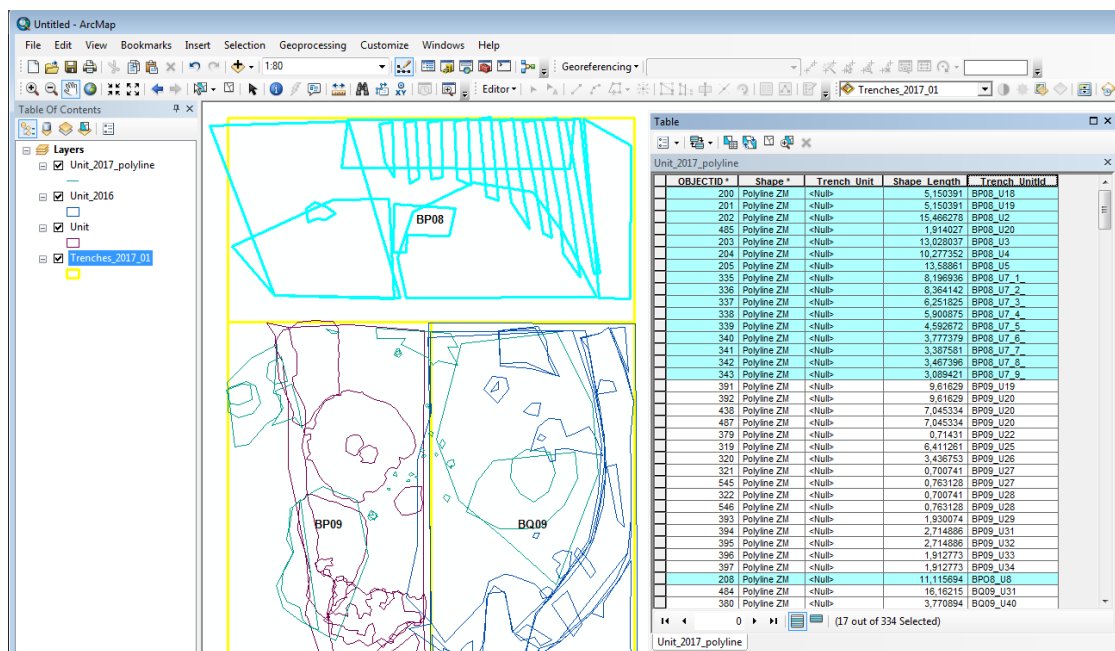 Untitled - ArcMap
File Edit View Bookmarks Insert Selection Geoprocessing Customize Windows Help
1:80 Georeferencing
Editor Trenches_2017_01
Table Of Contents
Layers
Unit_2017_polyline
Unit_2016
Unit
Trenches_2017_01
BP08
BP09
BQ09
Table
Unit_2017_polyline
OBJECTID * Shape * Trench_Unit Shape_Length Trench_UnitId
200 Polyline ZM <Null> 5,150391 BP08_U18
201 Polyline ZM <Null> 5,150391 BP08_U19
202 Polyline ZM <Null> 15,466278 BP08_U2
485 Polyline ZM <Null> 1,914027 BP08_U20
203 Polyline ZM <Null> 13,028037 BP08_U3
204 Polyline ZM <Null> 10,277352 BP08_U4
205 Polyline ZM <Null> 13,58861 BP08_U5
335 Polyline ZM <Null> 8,196936 BP08_U7_1_
336 Polyline ZM <Null> 8,364142 BP08_U7_2_
337 Polyline ZM <Null> 6,251825 BP08_U7_3_
338 Polyline ZM <Null> 5,900875 BP08_U7_4_
339 Polyline ZM <Null> 4,592672 BP08_U7_5_
340 Polyline ZM <Null> 3,777379 BP08_U7_6_
341 Polyline ZM <Null> 3,387581 BP08_U7_7_
342 Polyline ZM <Null> 3,467396 BP08_U7_8_
343 Polyline ZM <Null> 3,089421 BP08_U7_9_
391 Polyline ZM <Null> 9,61629 BP09_U19
392 Polyline ZM <Null> 9,61629 BP09_U20
438 Polyline ZM <Null> 7,045334 BP09_U20
487 Polyline ZM <Null> 7,045334 BP09_U20
379 Polyline ZM <Null> 0,71431 BP09_U22
319 Polyline ZM <Null> 6,411261 BP09_U25
320 Polyline ZM <Null> 3,436753 BP09_U26
321 Polyline ZM <Null> 0,700741 BP09_U27
545 Polyline ZM <Null> 0,763128 BP09_U27
322 Polyline ZM <Null> 0,700741 BP09_U28
546 Polyline ZM <Null> 0,763128 BP09_U28
393 Polyline ZM <Null> 1,930074 BP09_U29
394 Polyline ZM <Null> 2,714886 BP09_U31
395 Polyline ZM <Null> 2,714886 BP09_U32
396 Polyline ZM <Null> 1,912773 BP09_U33
397 Polyline ZM <Null> 1,912773 BP09_U34
208 Polyline ZM <Null> 11,115694 BPO8_U8
484 Polyline ZM <Null> 16,16215 BQ09_U31
380 Polyline ZM <Null> 3,770894 BQ09_U40
0 (17 out of 334 Selected)
Unit_2017_polyline